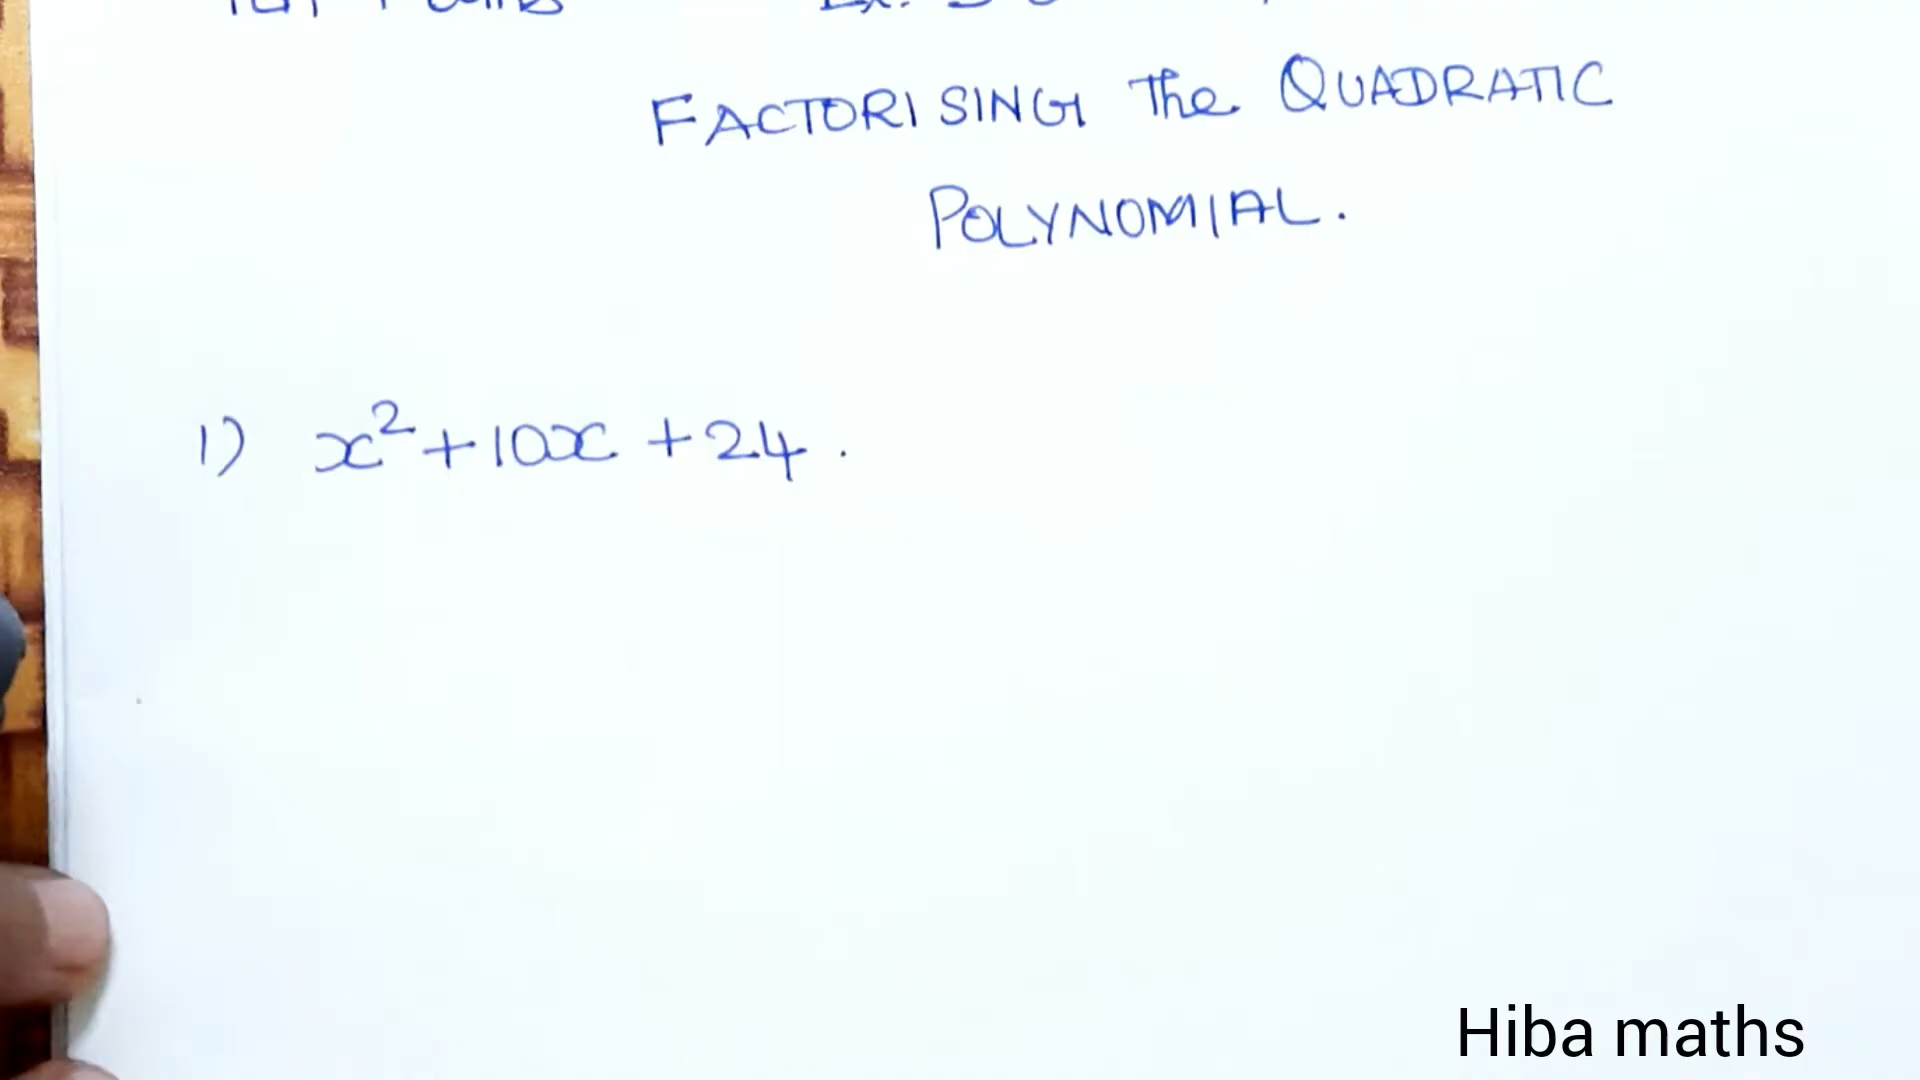 FACTORISING The QUADRATIC
POLYNOMIAL.
1) x²+10x +24.
Hiba maths